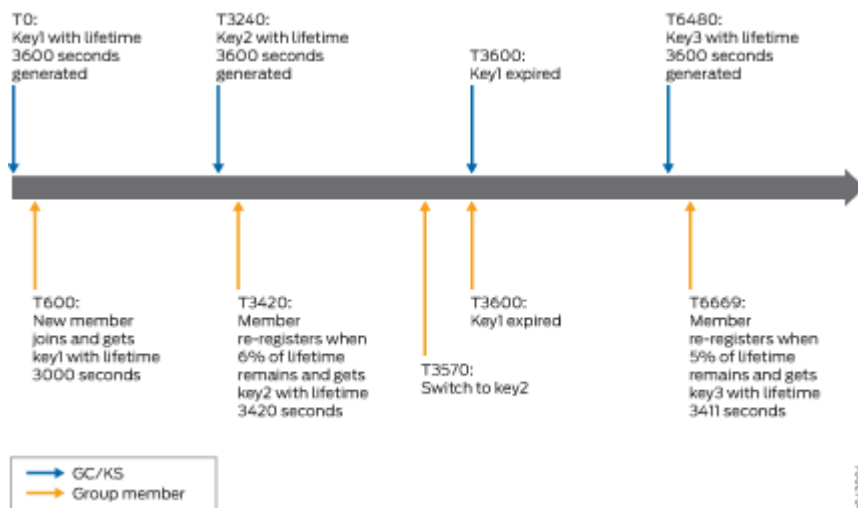 T0:
Key1 with lifetime
3600 seconds
generated
T3240:
Key2 with lifetime
3600 seconds
generated
T3600:
Key1 expired
T6480:
Key3 with lifetime
3600 seconds
generated
T600:
New member
joins and gets
key1 with lifetime
3000 seconds
T3420:
Member
re-registers when
6% of lifetime
remains and gets
key2 with lifetime
3420 seconds
T3570:
Switch to key2
T3600:
Key1 expired
T6669:
Member
re-registers when
5% of lifetime
remains and gets
key3 with lifetime
3411 seconds
GC/KS
Group member